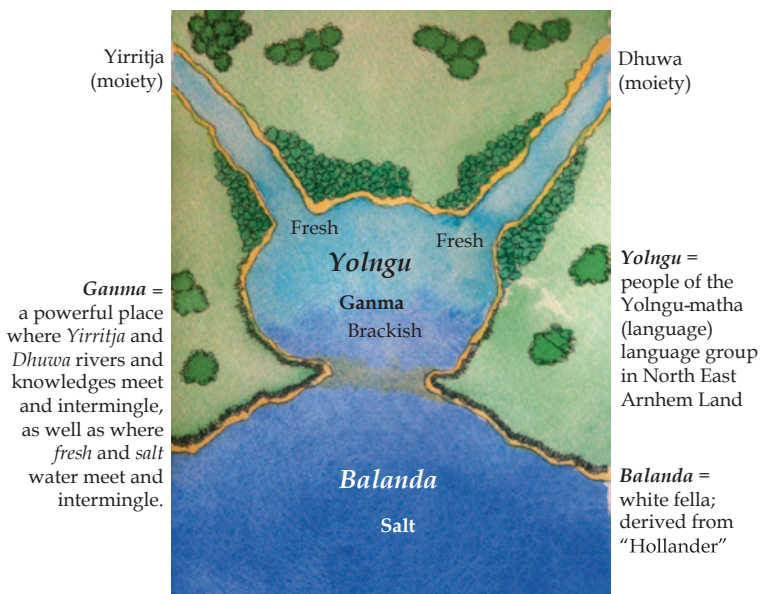 Yirritja
(moiety)
Dhuwa
(moiety)
Fresh
Fresh
Yolngu
Ganma
Brackish
Ganma =
a powerful place
where Yirritja and
Dhuwa rivers and
knowledges meet
and intermingle,
as well as where
fresh and salt
water meet and
intermingle.
Yolngu =
people of the
Yolngu-matha
(language)
language group
in North East
Arnhem Land
Balanda
Salt
Balanda =
white fella;
derived from
“Hollander”